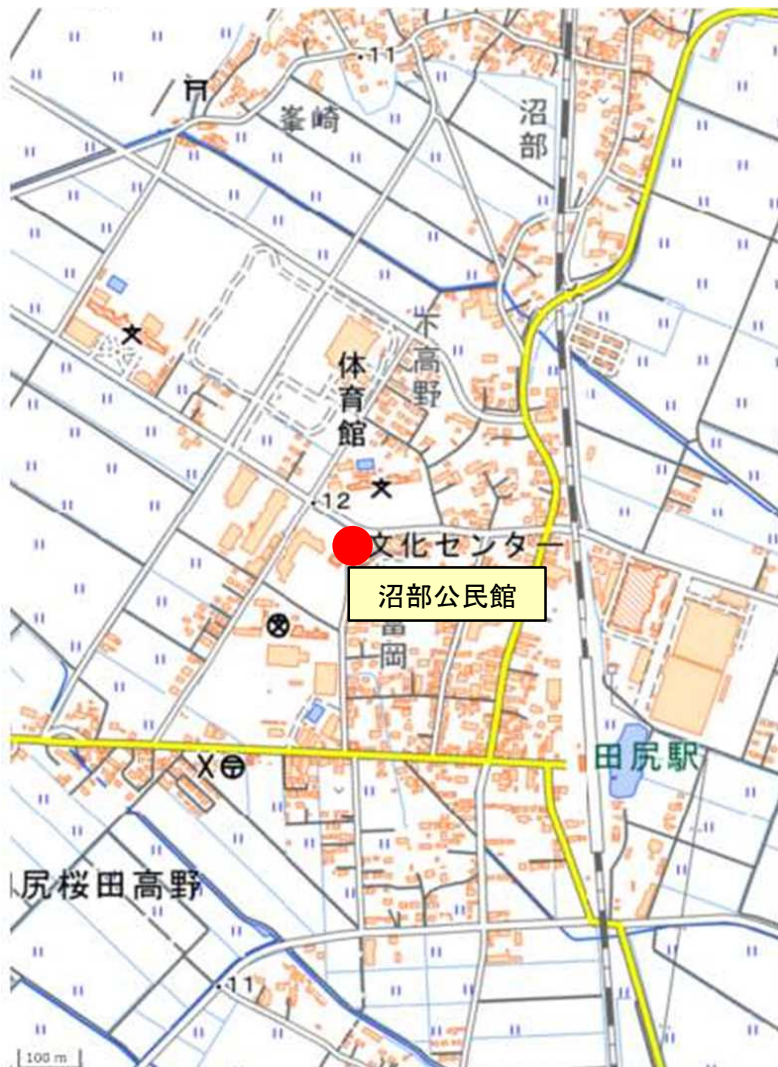 ・11
沼部
峯崎
下高野
体育館
・12
文化センター
沼部公民館
富岡
田尻駅
尻桜田高野
・11
100 m